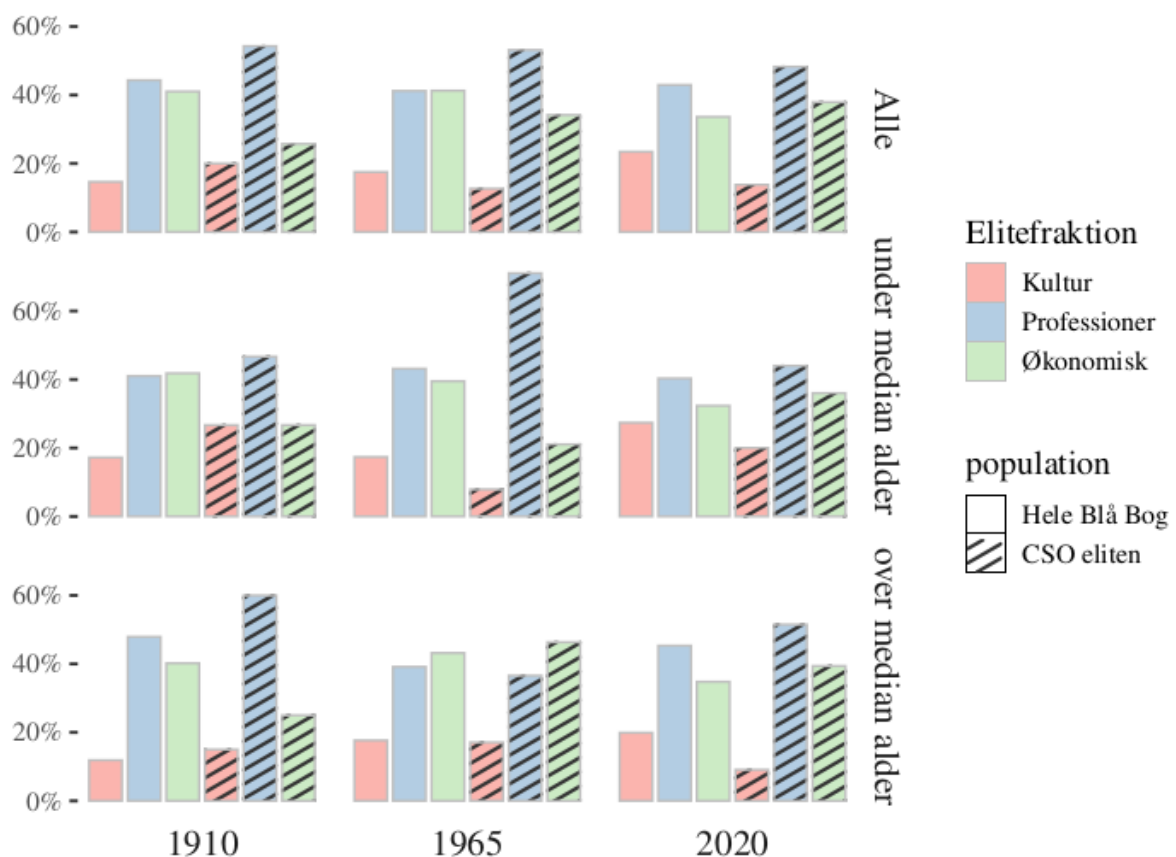 60%
40%
20%
0%
Alle
60%
40%
20%
0%
under median alder
60%
40%
20%
0%
over median alder
1910
1965
2020
Elitefraktion
Kultur
Professioner
Økonomisk
population
Hele Blå Bog
CSO eliten